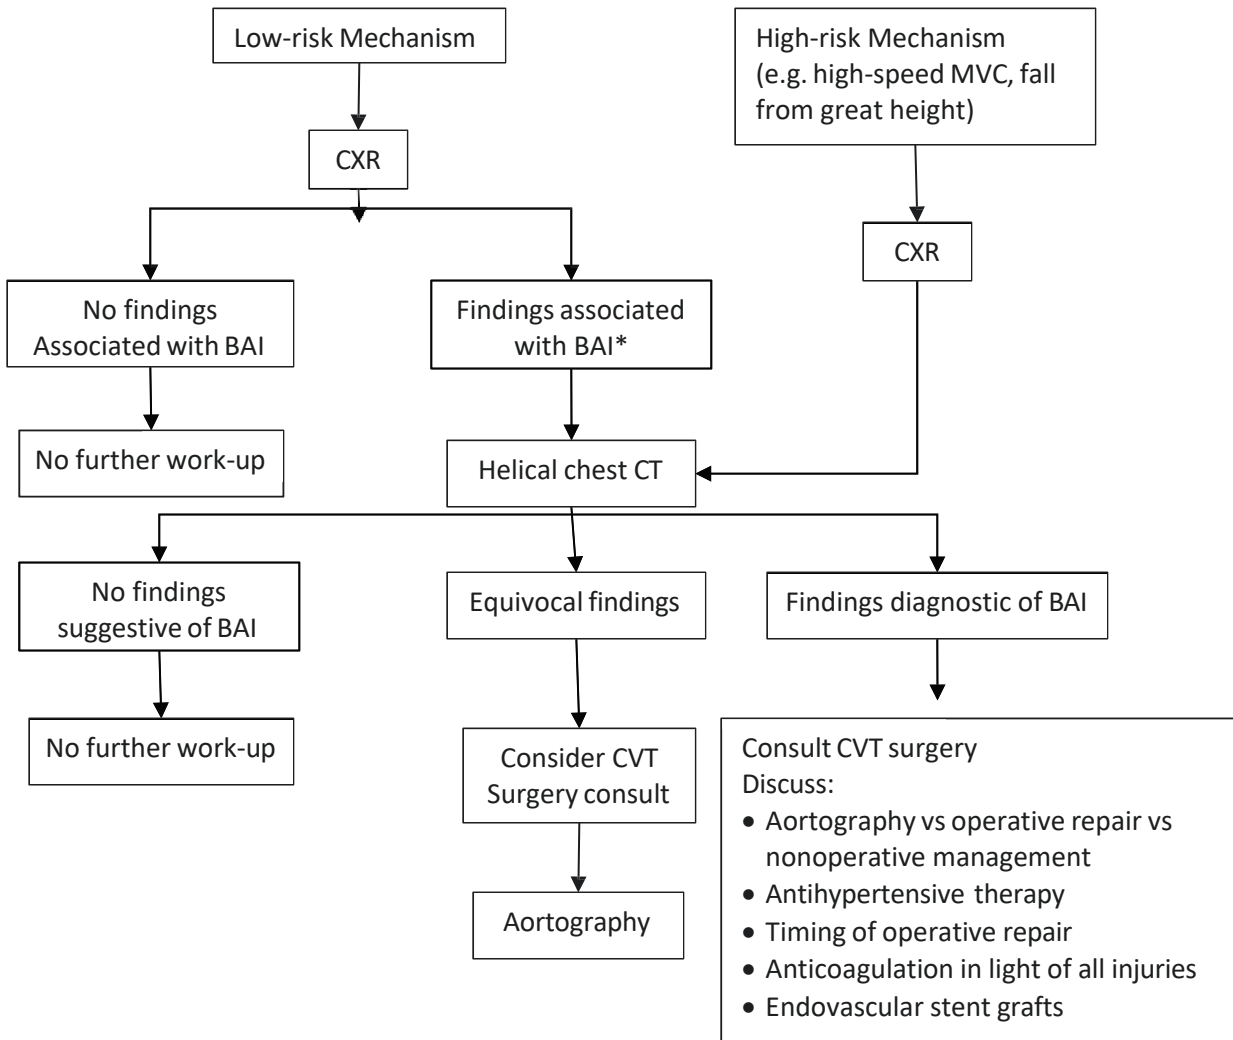 Low-risk Mechanism
High-risk Mechanism
(e.g. high-speed MVC, fall
from great height)
CXR
CXR
No findings
Associated with BAI
Findings associated
with BAI*
No further work-up
Helical chest CT
No findings
suggestive of BAI
Equivocal findings
Findings diagnostic of BAI
No further work-up
Consider CVT
Surgery consult
Aortography
Consult CVT surgery
Discuss:
• Aortography vs operative repair vs
nonoperative management
• Antihypertensive therapy
• Timing of operative repair
• Anticoagulation in light of all injuries
• Endovascular stent grafts